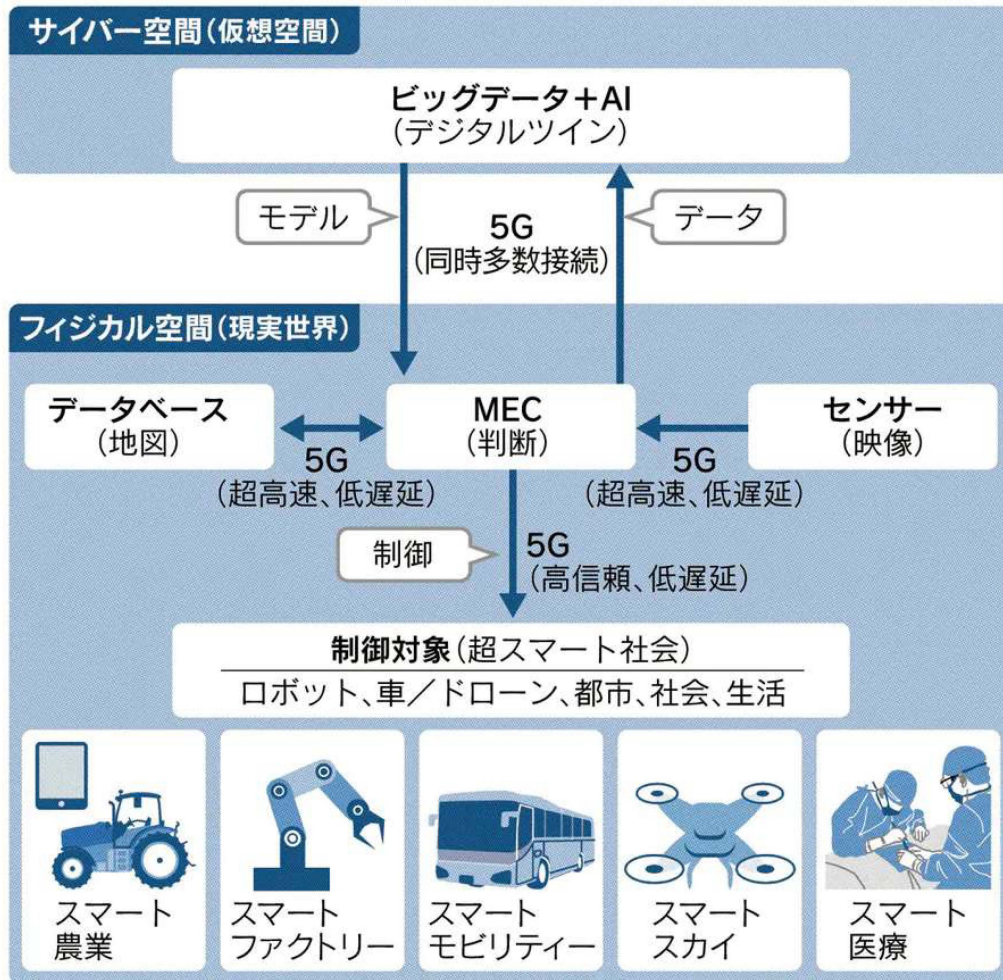 サイバー空間(仮想空間)
ビッグデータ+AI
(デジタルツイン)
モデル
5G
(同時多数接続)
データ
フィジカル空間(現実世界)
データベース
(地図)
MEC
(判断)
センサー
(映像)
5G
(超高速、低遅延)
5G
(超高速、低遅延)
制御
5G
(高信頼、低遅延)
制御対象(超スマート社会)
ロボット、車/ドローン、都市、社会、生活
スマート
農業
スマート
ファクトリー
スマート
モビリティー
スマート
スカイ
スマート
医療